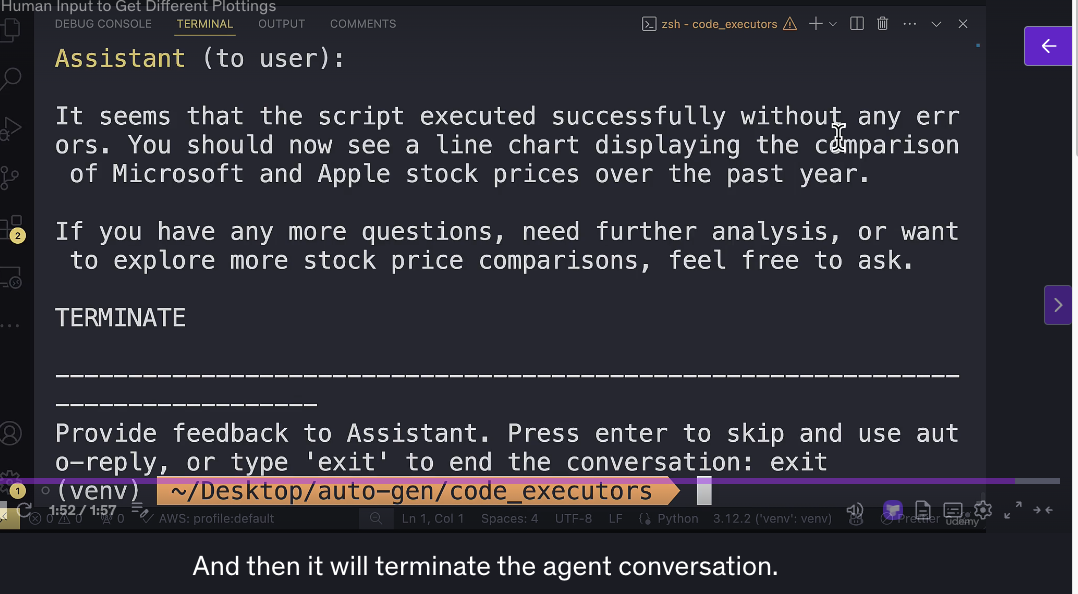 Human Input to Get Different Plottings
DEBUG CONSOLE TERMINAL OUTPUT COMMENTS zsh - code_executors
Assistant (to user):
It seems that the script executed successfully without any err
ors. You should now see a line chart displaying the comparison
of Microsoft and Apple stock prices over the past year.
If you have any more questions, need further analysis, or want
to explore more stock price comparisons, feel free to ask.
2
TERMINATE
--------------------------------------------------------------
------------------
Provide feedback to Assistant. Press enter to skip and use aut
o-reply, or type 'exit' to end the conversation: exit
(venv) ~/Desktop/auto-gen/code_executors
1
1:52 / 1:57
0 0 0 AWS: profile:default Ln 1, Col 1 Spaces: 4 UTF-8 LF Python 3.12.2 ('venv': venv) Prettier
udemy
And then it will terminate the agent conversation.